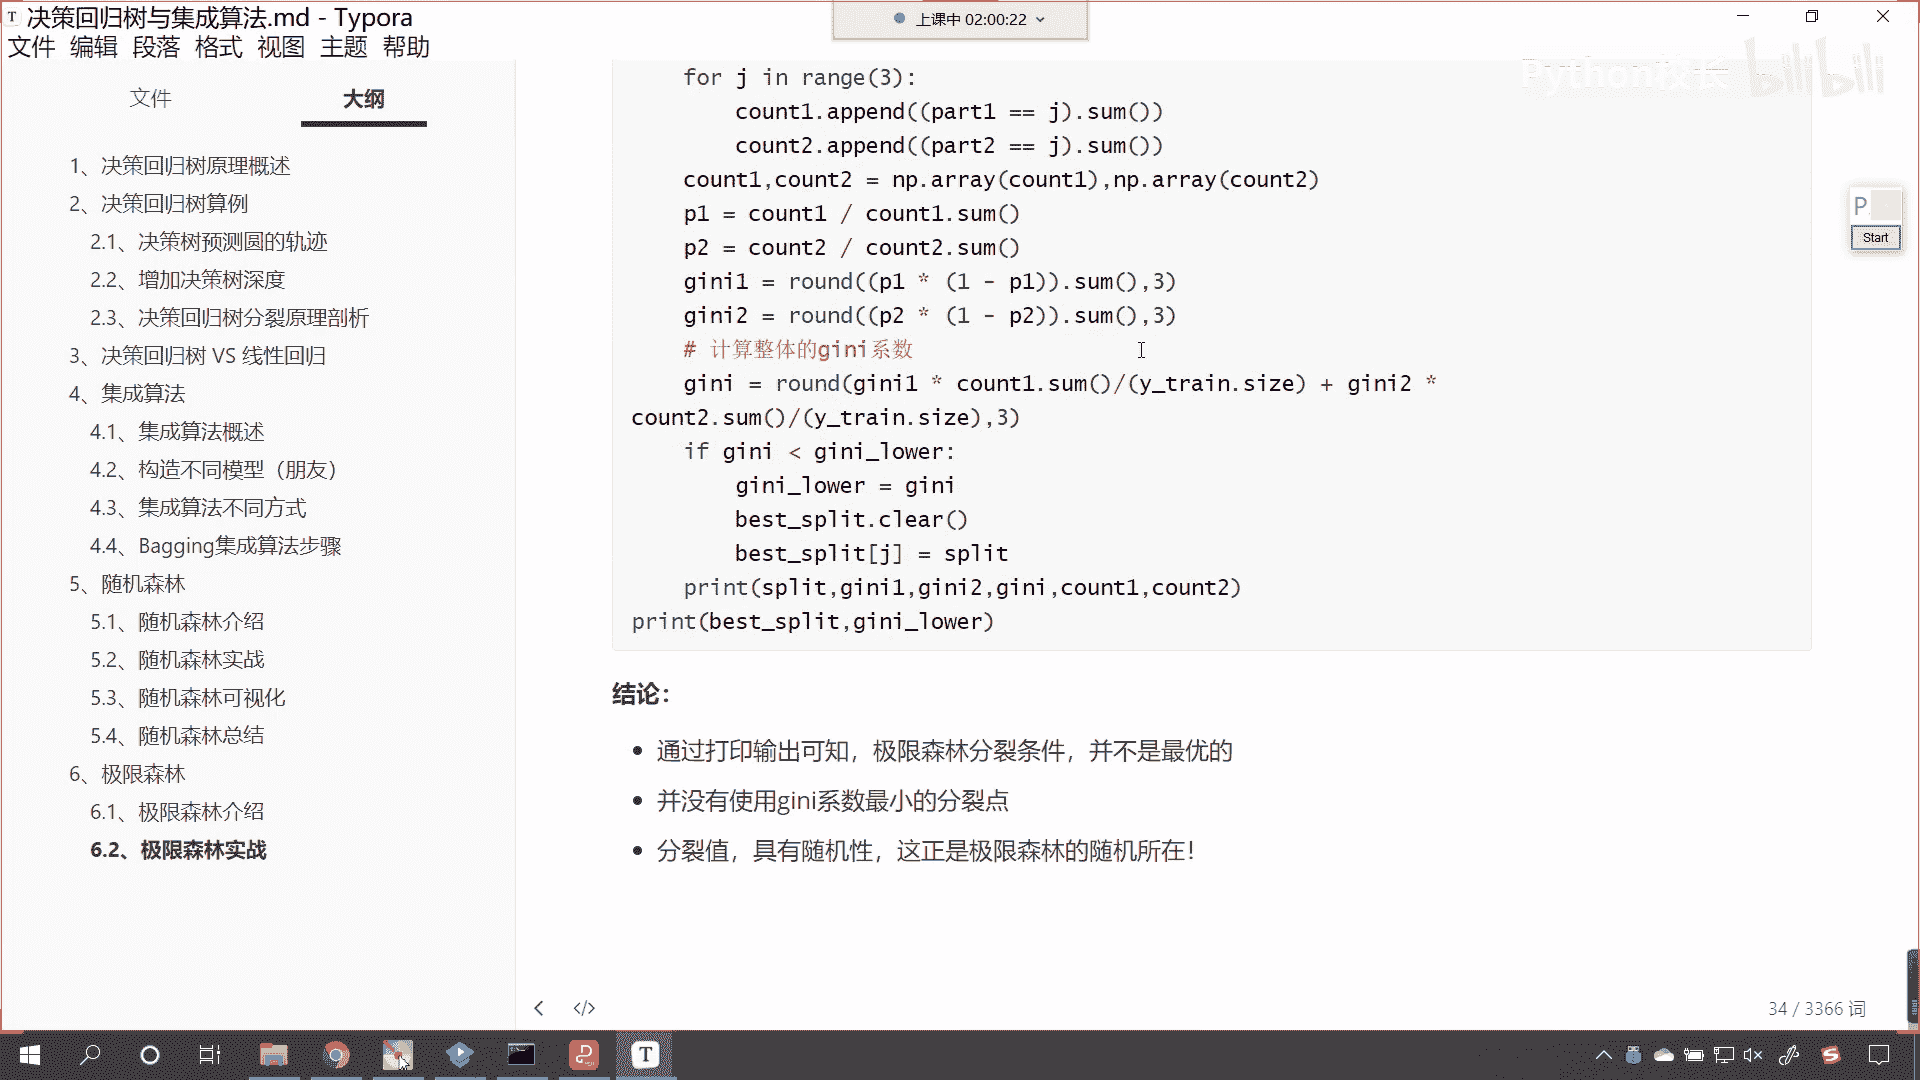 决策回归树与集成算法.md - Typora
上课中 02:00:22
文件 编辑 段落 格式 视图 主题 帮助
Python校长 bilibili
文件 大纲
1、决策回归树原理概述
2、决策回归树算例
2.1、决策树预测圆的轨迹
2.2、增加决策树深度
2.3、决策回归树分裂原理剖析
3、决策回归树 VS 线性回归
4、集成算法
4.1、集成算法概述
4.2、构造不同模型（朋友）
4.3、集成算法不同方式
4.4、Bagging集成算法步骤
5、随机森林
5.1、随机森林介绍
5.2、随机森林实战
5.3、随机森林可视化
5.4、随机森林总结
6、极限森林
6.1、极限森林介绍
6.2、极限森林实战
for j in range(3):
count1.append((part1 == j).sum())
count2.append((part2 == j).sum())
count1,count2 = np.array(count1),np.array(count2)
p1 = count1 / count1.sum()
p2 = count2 / count2.sum()
gini1 = round((p1 * (1 - p1)).sum(),3)
gini2 = round((p2 * (1 - p2)).sum(),3)
# 计算整体的gini系数
gini = round(gini1 * count1.sum()/(y_train.size) + gini2 *
count2.sum()/(y_train.size),3)
if gini < gini_lower:
gini_lower = gini
best_split.clear()
best_split[j] = split
print(split,gini1,gini2,gini,count1,count2)
print(best_split,gini_lower)
结论：
通过打印输出可知，极限森林分裂条件，并不是最优的
并没有使用gini系数最小的分裂点
分裂值，具有随机性，这正是极限森林的随机所在！
P
Start
34 / 3366 词